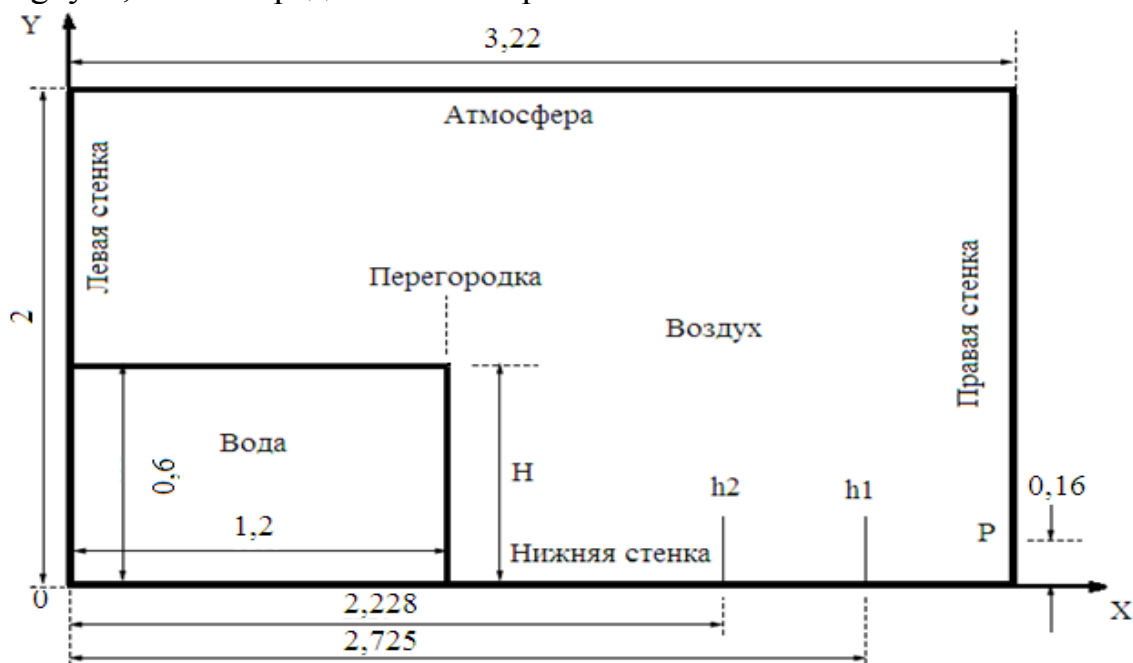 Y
3,22
Атмосфера
Левая стенка
Перегородка
2
Воздух
Правая стенка
Вода
0,6
H
h2
h1
0,16
1,2
P
Нижняя стенка
0
2,228
X
2,725